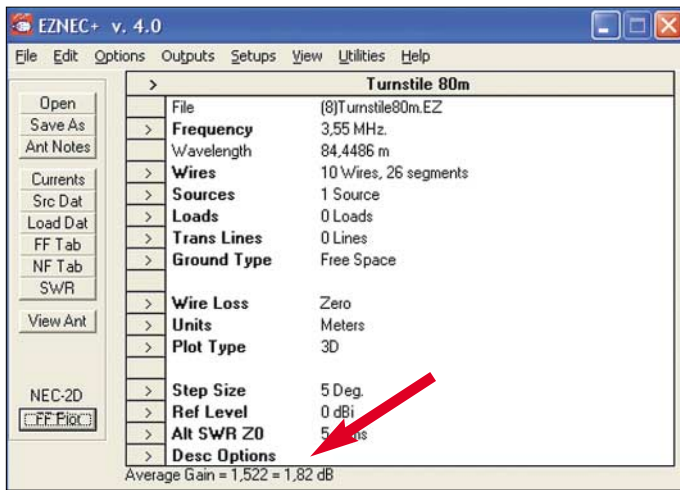 EZNEC+ v. 4.0
File Edit Options Outputs Setups View Utilities Help
> Turnstile 80m
Open
Save As
Ant Notes
Currents
Src Dat
Load Dat
FF Tab
NF Tab
SWR
View Ant
NEC-2D
FF Plot
File (8)Turnstile80m.EZ
> Frequency 3,55 MHz.
Wavelength 84,4486 m
> Wires 10 Wires, 26 segments
> Sources 1 Source
> Loads 0 Loads
> Trans Lines 0 Lines
> Ground Type Free Space
> Wire Loss Zero
> Units Meters
> Plot Type 3D
> Step Size 5 Deg.
> Ref Level 0 dBi
> Alt SWR Z0
> Desc Options
Average Gain = 1,522 = 1,82 dB